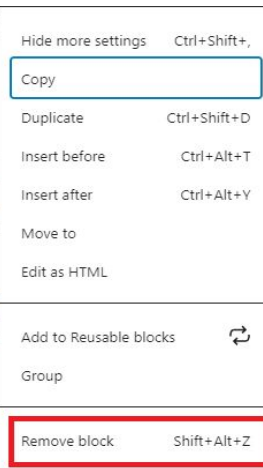 Hide more settings Ctrl+Shift+,
Copy
Duplicate Ctrl+Shift+D
Insert before Ctrl+Alt+T
Insert after Ctrl+Alt+Y
Move to
Edit as HTML
Add to Reusable blocks
Group
Remove block Shift+Alt+Z